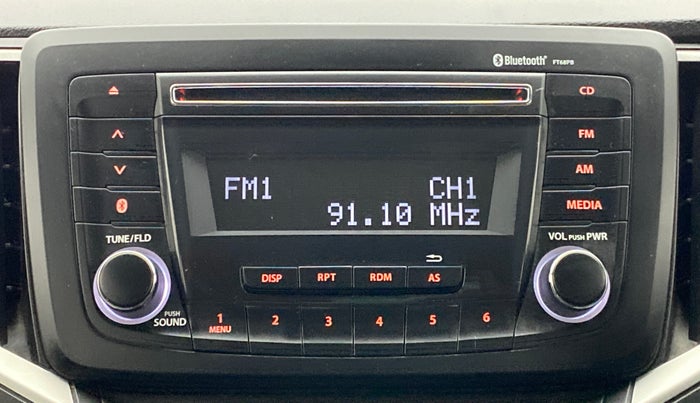 Bluetooth® FT68PB
CD
FM
FM1 CH1
AM
91.10 MHz
MEDIA
TUNE/FLD
VOL PUSH PWR
DISP RPT RDM AS
PUSH
SOUND
1 2 3 4 5 6
MENU